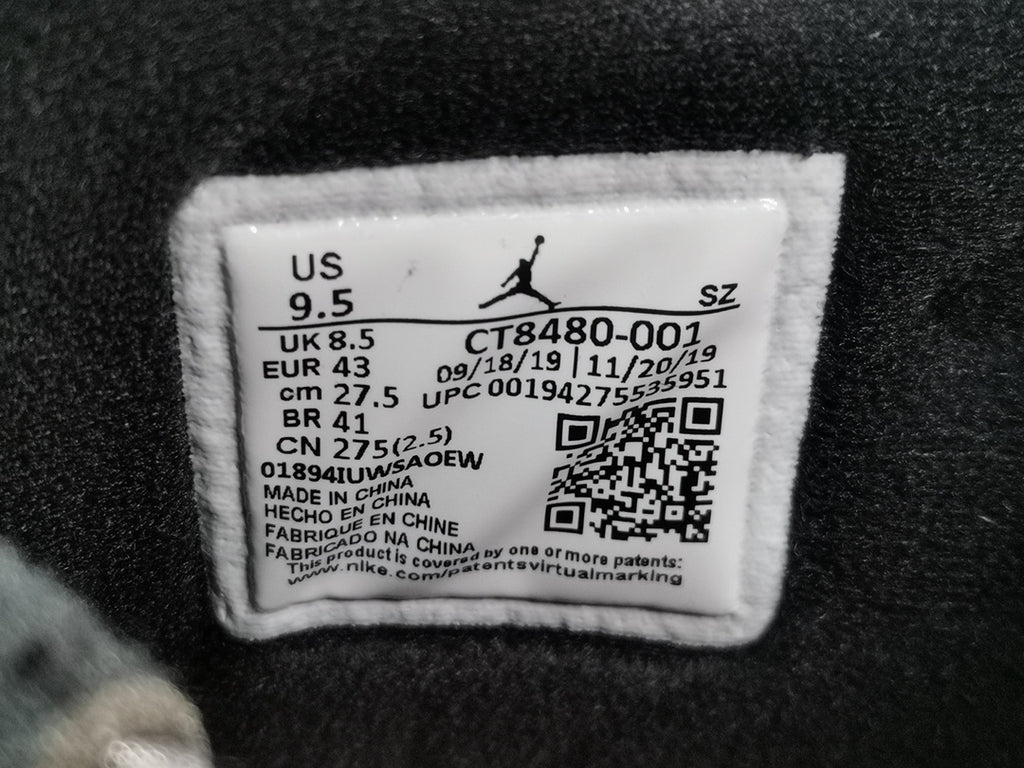 US
9.5
SZ
UK 8.5
EUR 43
cm 27.5
BR 41
CN 275(2.5)
CT8480-001
09/18/19 | 11/20/19
UPC 00194275535951
01894IUWSAOEW
MADE IN CHINA
HECHO EN CHINA
FABRIQUE EN CHINE
FABRICADO NA CHINA
This product is covered by one or more patents:
www.nike.com/patentsvirtualmarking